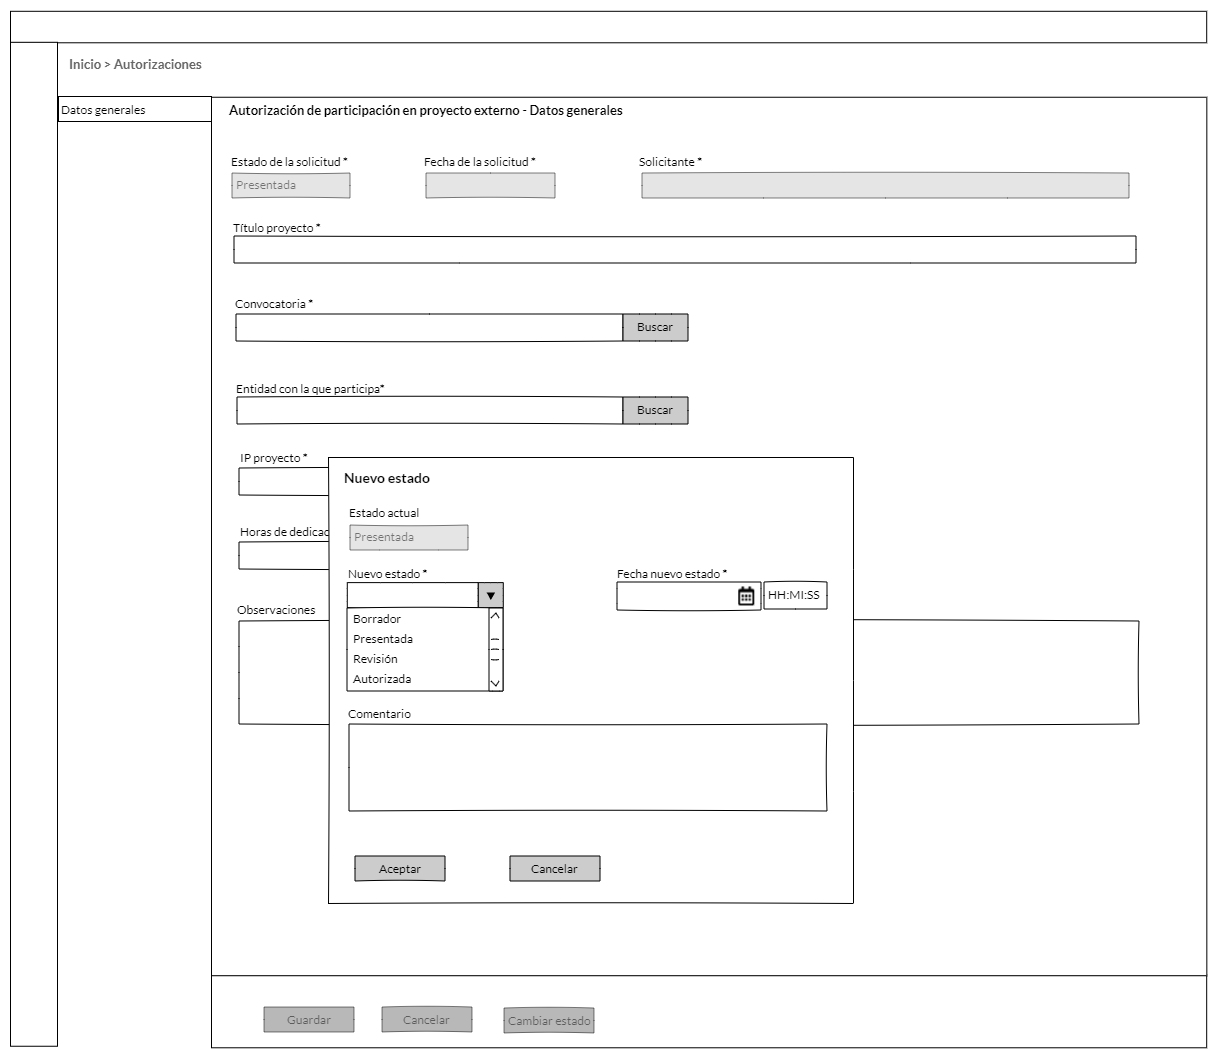 Inicio > Autorizaciones
Datos generales
Autorización de participación en proyecto externo - Datos generales
Estado de la solicitud *
Fecha de la solicitud *
Solicitante *
Presentada
Título proyecto *
Convocatoria *
Buscar
Entidad con la que participa*
Buscar
IP proyecto *
Horas de dedicac
Observaciones
Nuevo estado
Estado actual
Presentada
Nuevo estado *
Fecha nuevo estado *
HH:MI:SS
Borrador
Presentada
Revisión
Autorizada
Comentario
Aceptar
Cancelar
Guardar
Cancelar
Cambiar estado